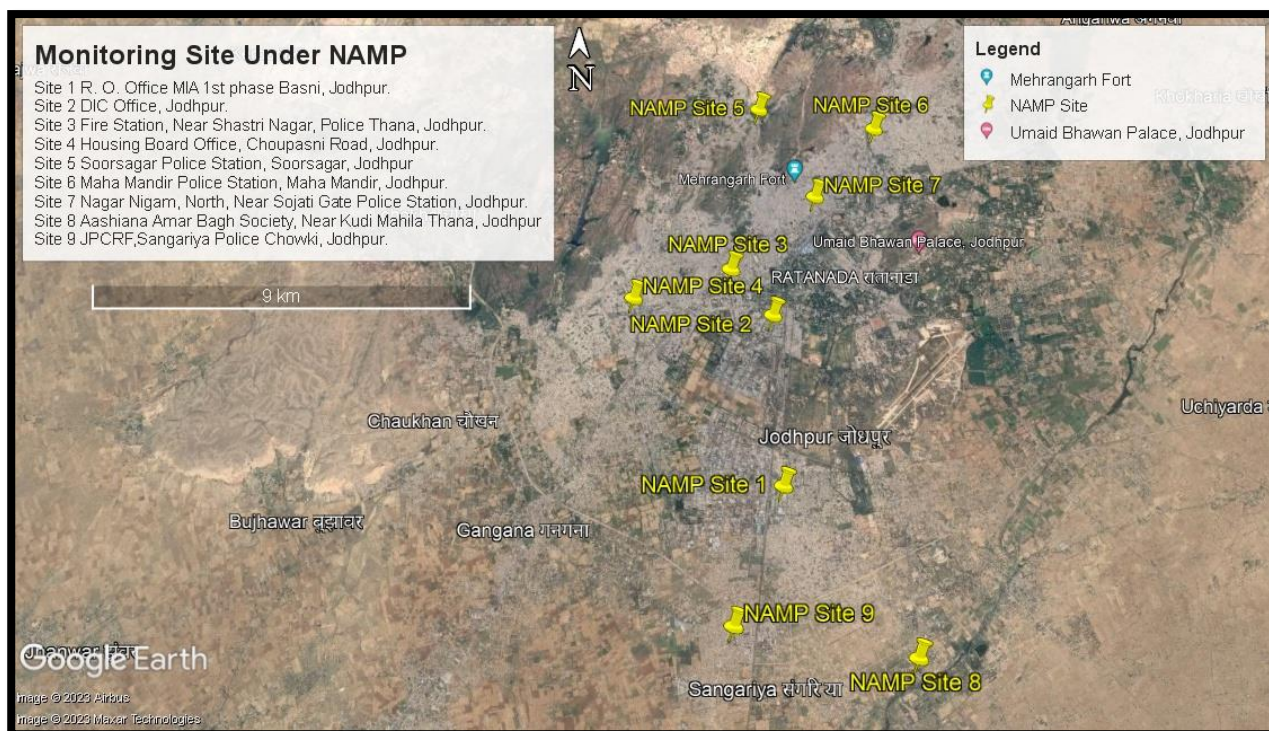 Monitoring Site Under NAMP
Site 1 R. O. Office MIA 1st phase Basni, Jodhpur.
Site 2 DIC Office, Jodhpur.
Site 3 Fire Station, Near Shastri Nagar, Police Thana, Jodhpur.
Site 4 Housing Board Office, Choupasni Road, Jodhpur.
Site 5 Soorsagar Police Station, Soorsagar, Jodhpur
Site 6 Maha Mandir Police Station, Maha Mandir, Jodhpur.
Site 7 Nagar Nigam, North, Near Sojati Gate Police Station, Jodhpur.
Site 8 Aashiana Amar Bagh Society, Near Kudi Mahila Thana, Jodhpur
Site 9 JPCRF,Sangariya Police Chowki, Jodhpur.
9 km
N
Legend
Mehrangarh Fort
NAMP Site
Umaid Bhawan Palace, Jodhpur
NAMP Site 5
NAMP Site 6
Mehrangarh Fort
NAMP Site 7
Umaid Bhawan Palace, Jodhpur
NAMP Site 3
RATANADA रातानाडा
NAMP Site 4
NAMP Site 2
Uchiyarda
Chaukhan चौखन
Jodhpur जोधपूर
NAMP Site 1
Bujhawar बूझावर
Gangana गनगना
NAMP Site 9
Google Earth
Sangariya संगरिया
NAMP Site 8
Image © 2023 Airbus
Image © 2023 Maxar Technologies